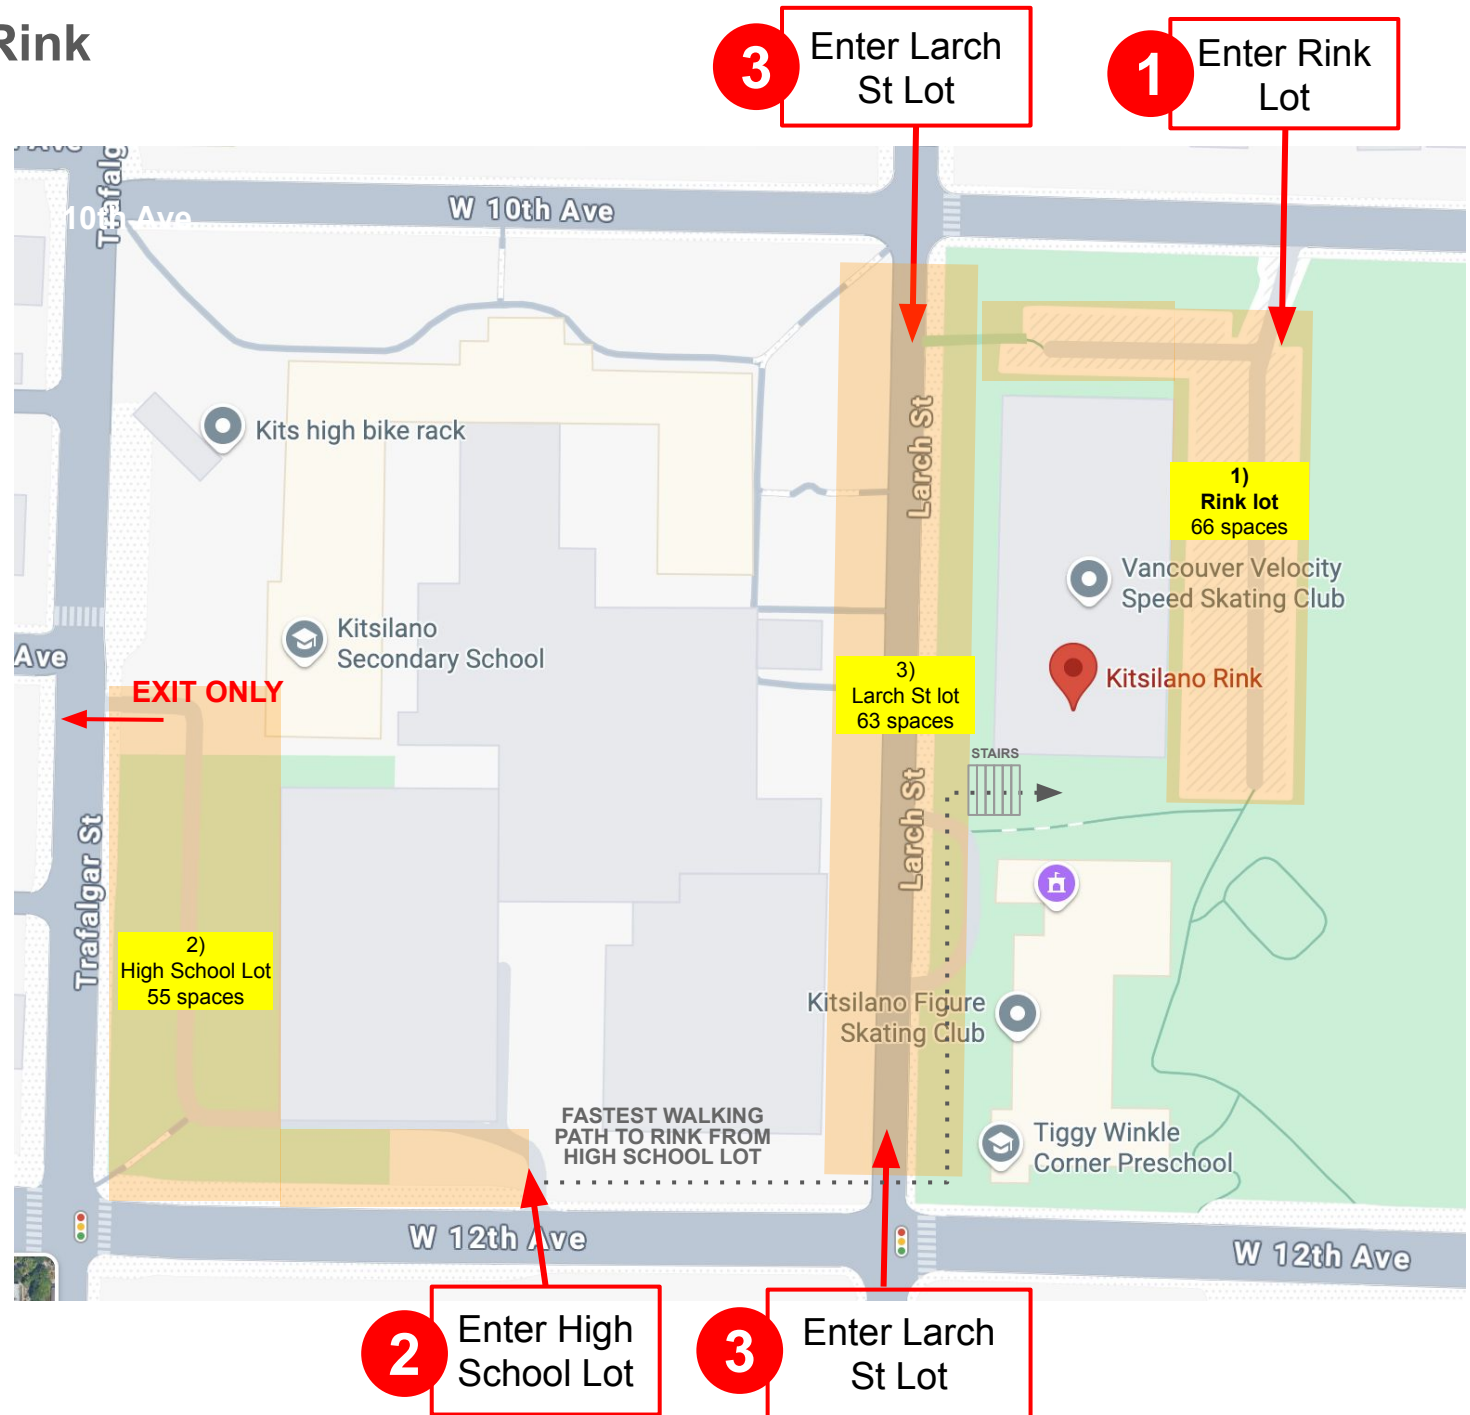 Rink
3
Enter Larch
St Lot
1
Enter Rink
Lot
W 10th Ave
10th Ave
Kits high bike rack
Larch St
1)
Rink lot
66 spaces
Vancouver Velocity
Speed Skating Club
Kitsilano
Secondary School
Ave
3)
Larch St lot
63 spaces
Kitsilano Rink
EXIT ONLY
STAIRS
Larch St
Trafalgar St
2)
High School Lot
55 spaces
Kitsilano Figure
Skating Club
FASTEST WALKING
PATH TO RINK FROM
HIGH SCHOOL LOT
Tiggy Winkle
Corner Preschool
W 12th Ave
W 12th Ave
2
Enter High
School Lot
3
Enter Larch
St Lot